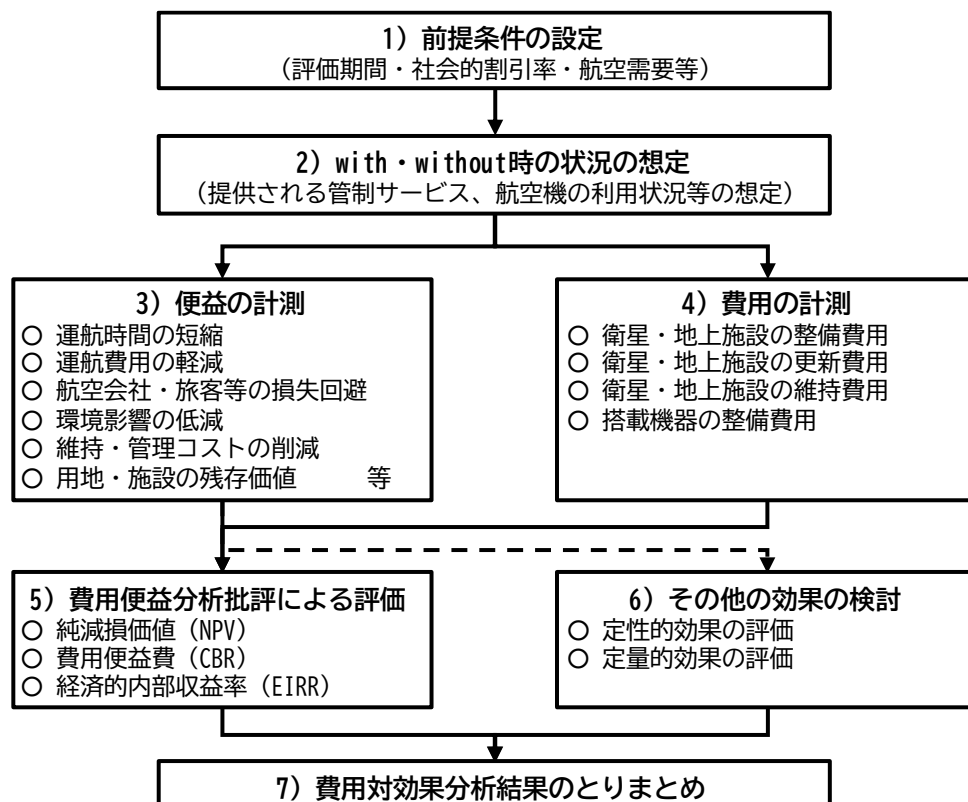 1) 前提条件の設定
(評価期間・社会的割引率・航空需要等)
2) with・without時の状況の想定
(提供される管制サービス、航空機の利用状況等の想定)
3) 便益の計測
○ 運航時間の短縮
○ 運航費用の軽減
○ 航空会社・旅客等の損失回避
○ 環境影響の低減
○ 維持・管理コストの削減
○ 用地・施設の残存価値　　　等
4) 費用の計測
○ 衛星・地上施設の整備費用
○ 衛星・地上施設の更新費用
○ 衛星・地上施設の維持費用
○ 搭載機器の整備費用
5) 費用便益分析批評による評価
○ 純減損価値 (NPV)
○ 費用便益費 (CBR)
○ 経済的内部収益率 (EIRR)
6) その他の効果の検討
○ 定性的効果の評価
○ 定量的効果の評価
7) 費用対効果分析結果のとりまとめ